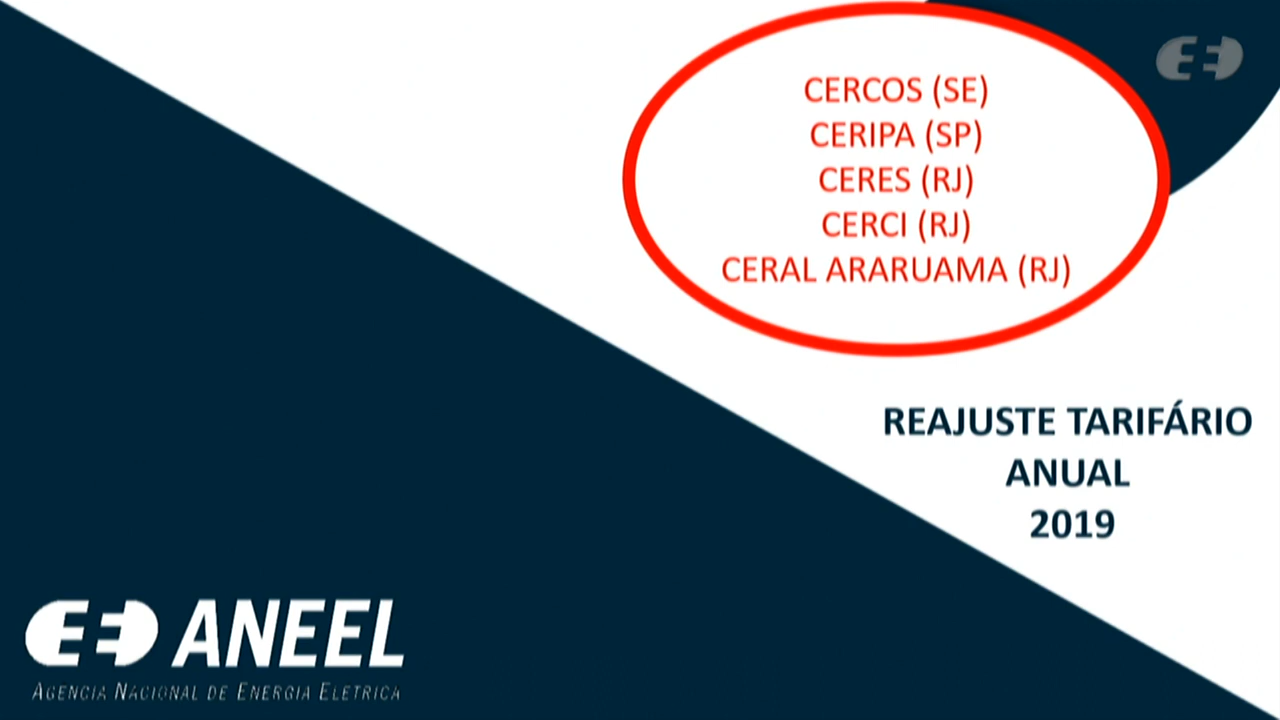 CERCOS (SE)
CERIPA (SP)
CERES (RJ)
CERCI (RJ)
CERAL ARARUAMA (RJ)
REAJUSTE TARIFÁRIO
ANUAL
2019
ANEEL
AGENCIA NACIONAL DE ENERGIA ELETRICA